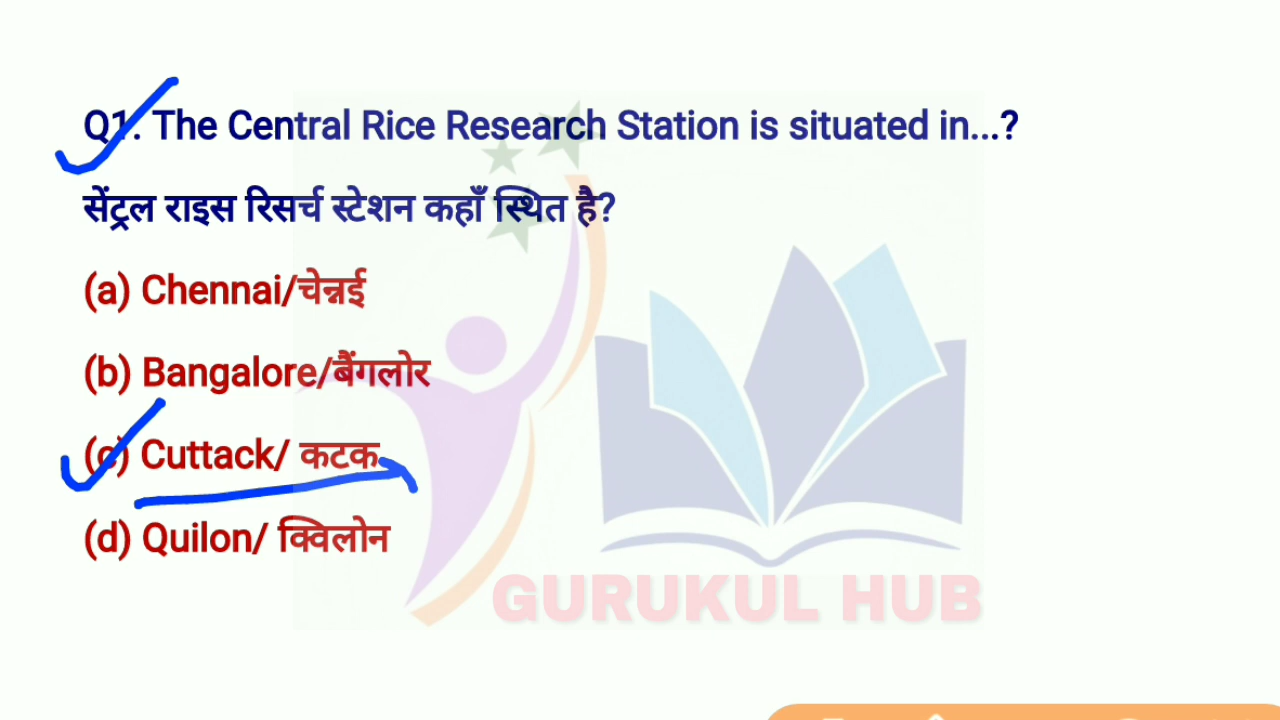 Q1. The Central Rice Research Station is situated in...?
सेंट्रल राइस रिसर्च स्टेशन कहाँ स्थित है?
(a) Chennai/चेन्नई
(b) Bangalore/बैंगलोर
(c) Cuttack/ कटक
(d) Quilon/ क्विलोन
GURUKUL HUB